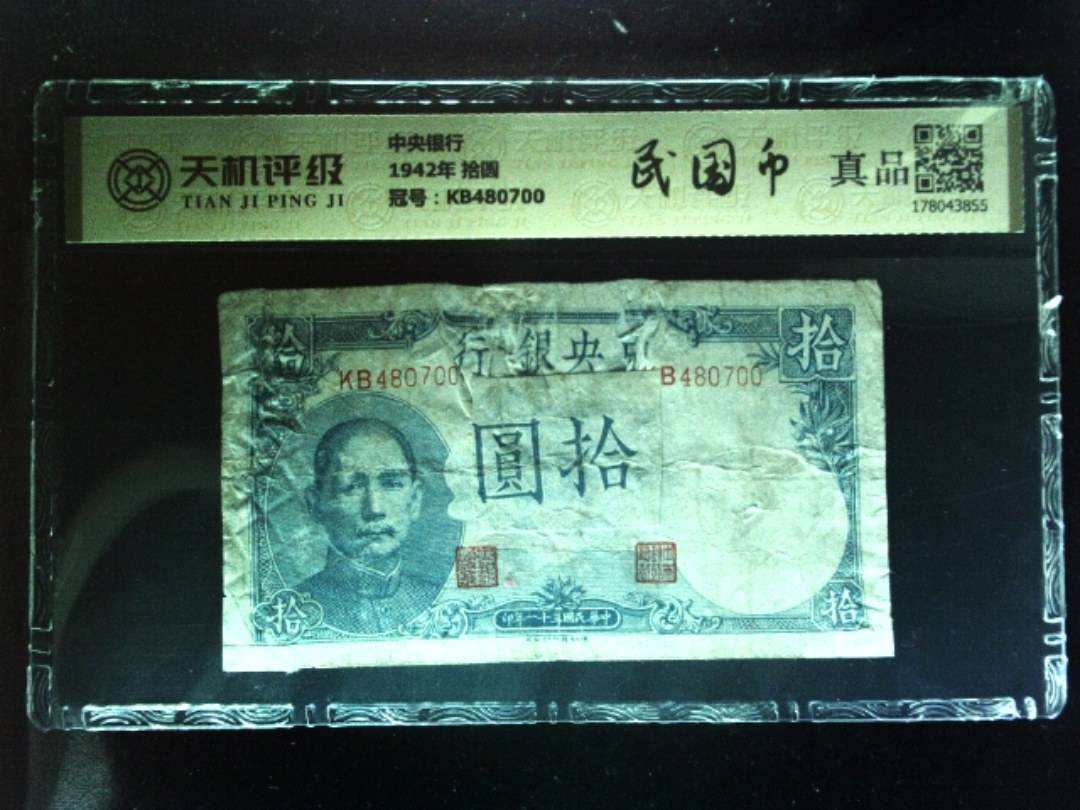 天机评级
TIAN JI PING JI
中央银行
1942年 拾圆
冠号：KB480700
民国币
真品
178043855
拾
行銀央
拾
KB480700
B480700
圓拾
印年一十三國民華中
拾
拾